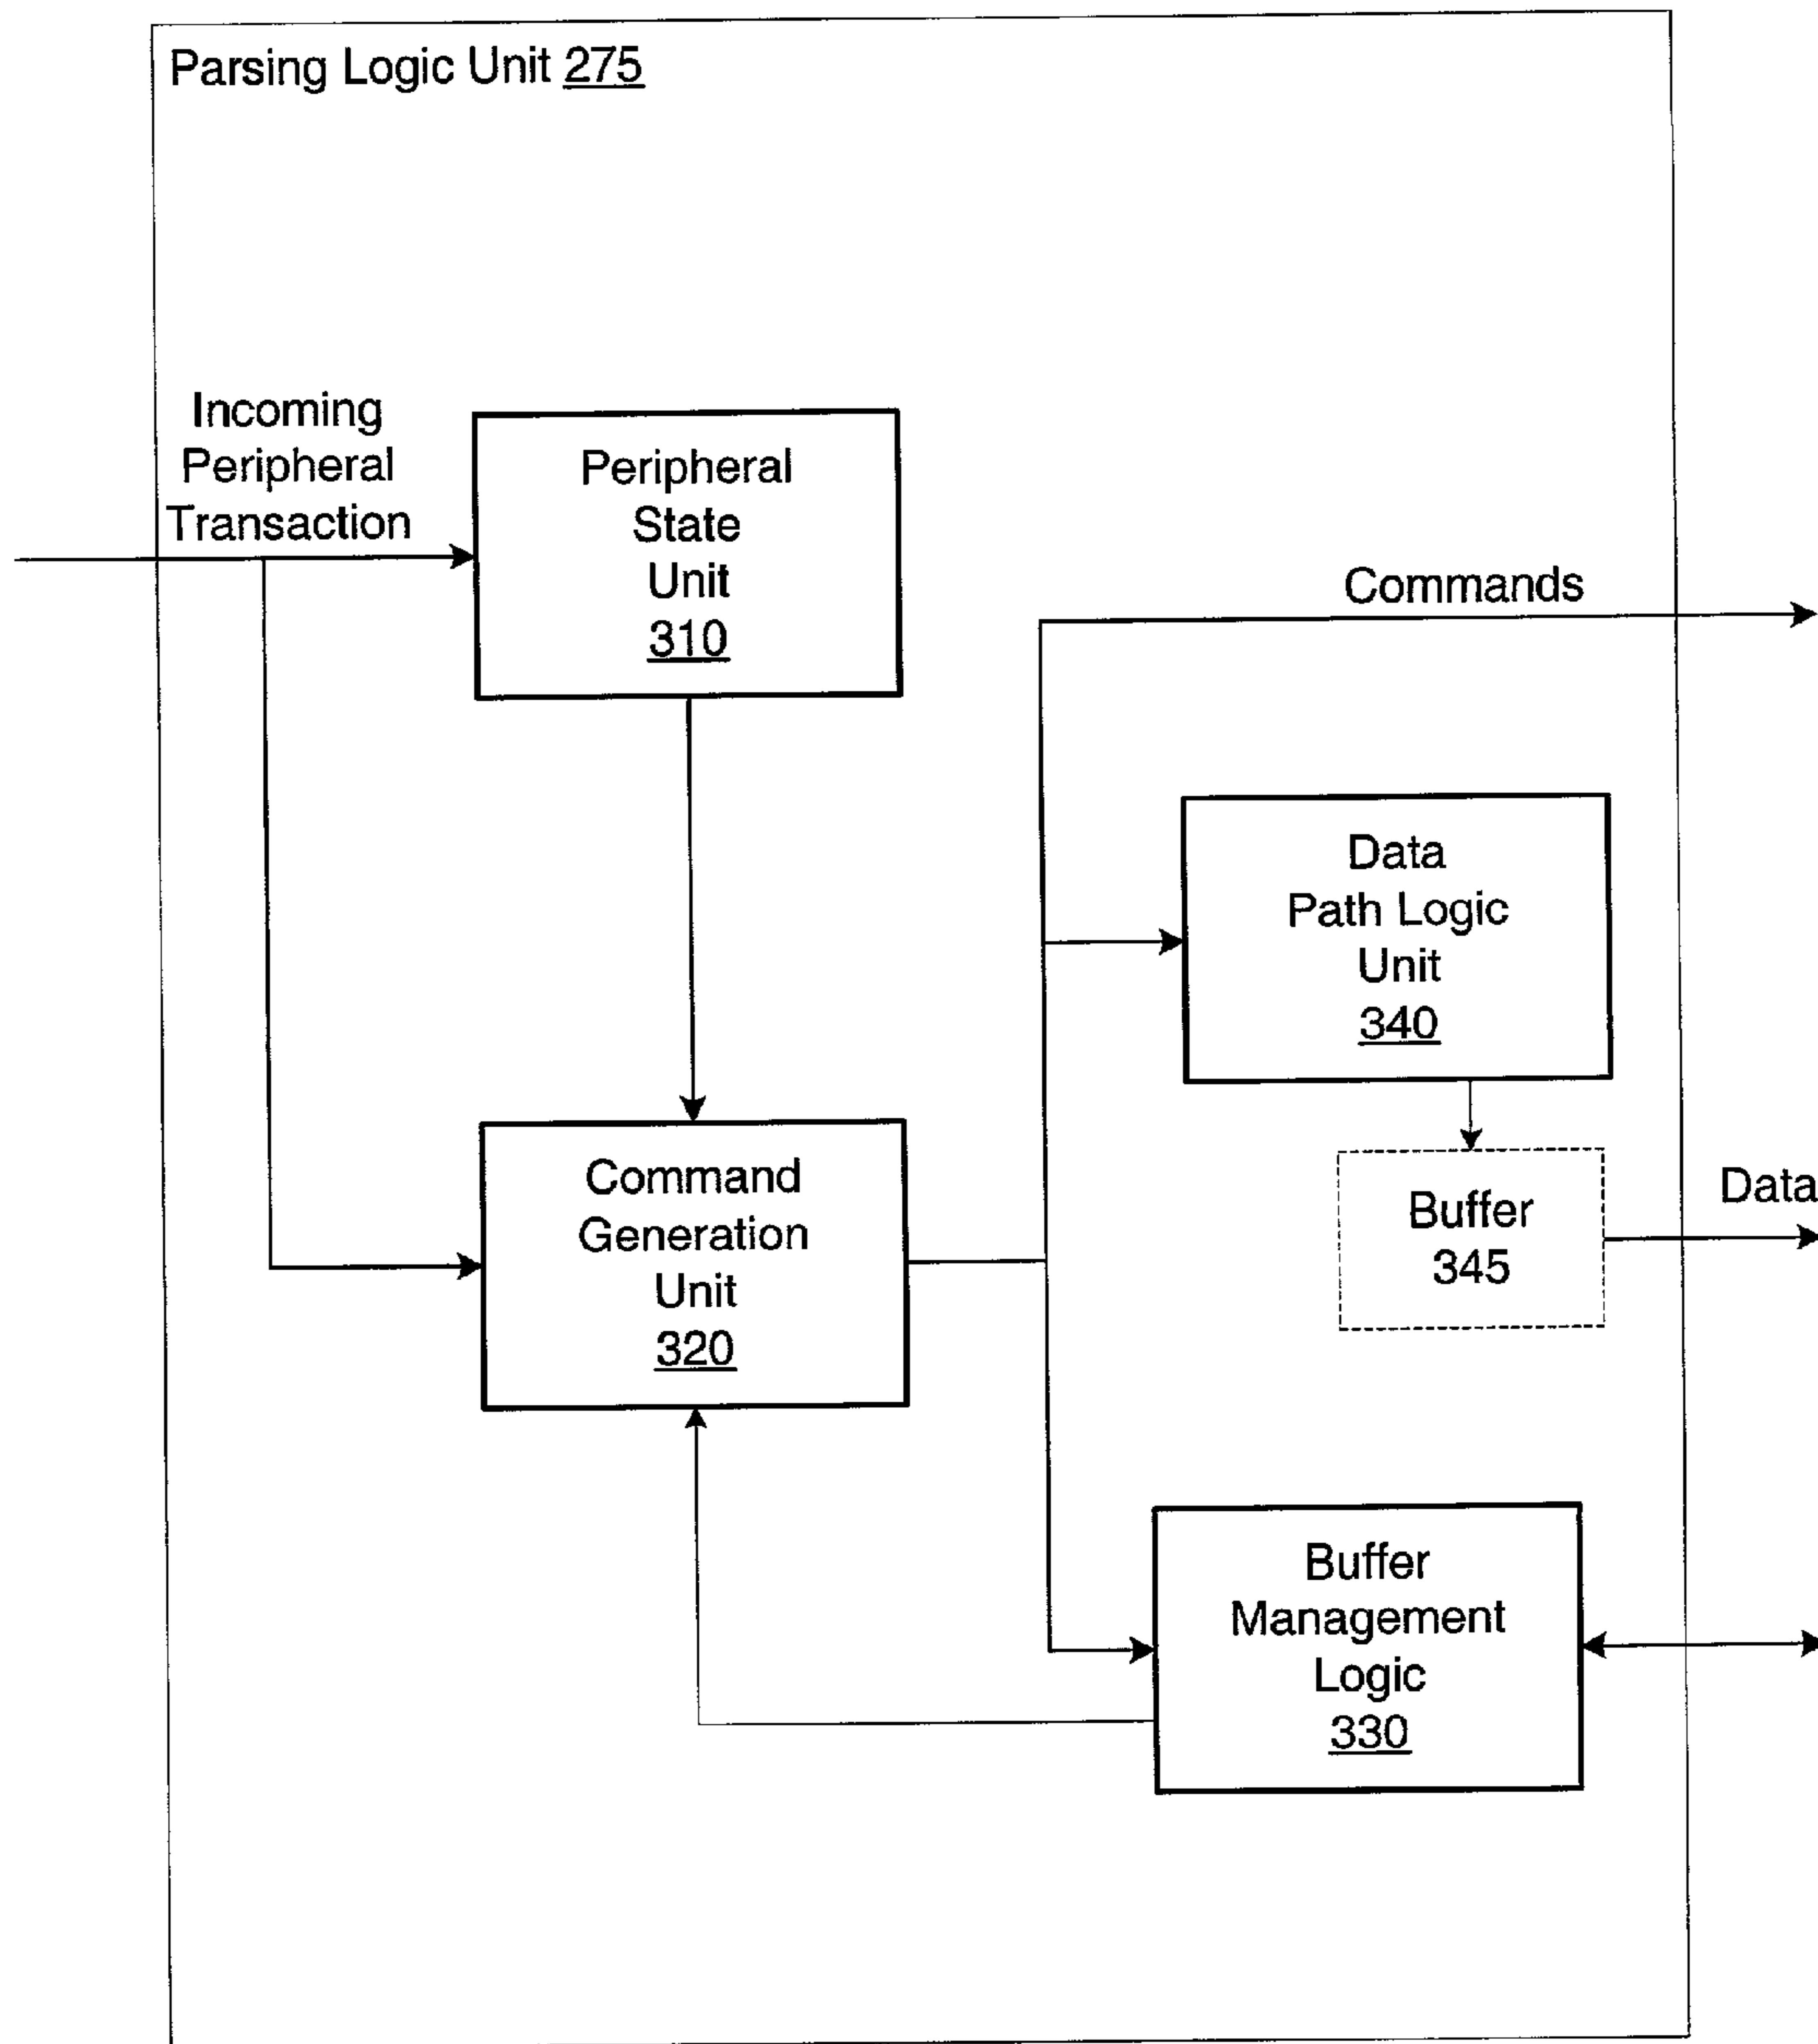 Parsing Logic Unit 275
Incoming
Peripheral
Transaction
Peripheral
State
Unit
310
Commands
Data
Path Logic
Unit
340
Command
Generation
Unit
320
Buffer
345
Data
Buffer
Management
Logic
330